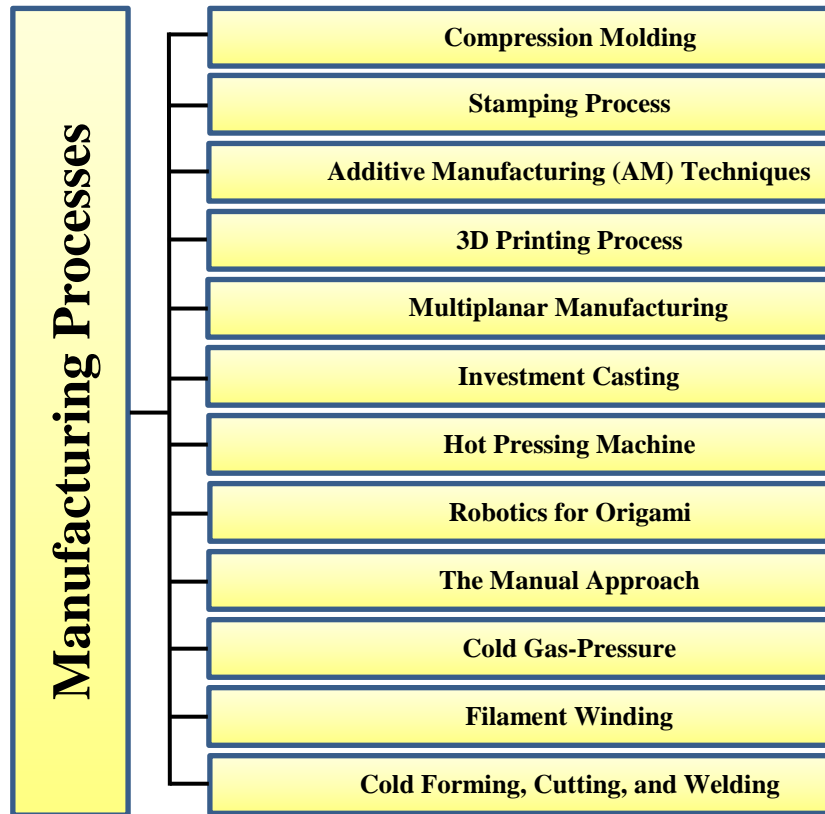 Manufacturing Processes
Compression Molding
Stamping Process
Additive Manufacturing (AM) Techniques
3D Printing Process
Multiplanar Manufacturing
Investment Casting
Hot Pressing Machine
Robotics for Origami
The Manual Approach
Cold Gas-Pressure
Filament Winding
Cold Forming, Cutting, and Welding